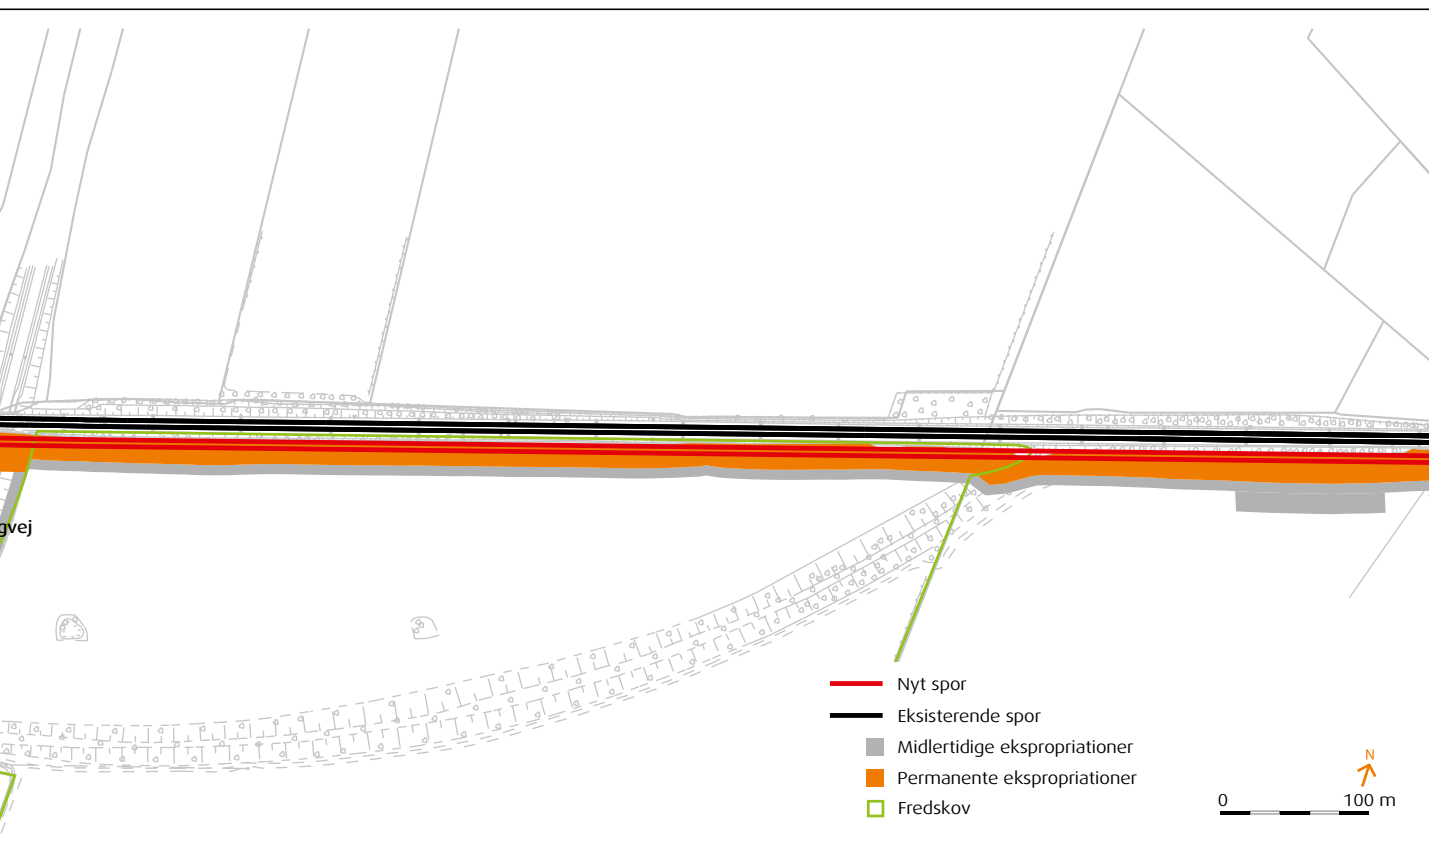 gvej
Nyt spor
Eksisterende spor
Midlertidige ekspropriationer
Permanente ekspropriationer
Fredskov
N
0 100 m